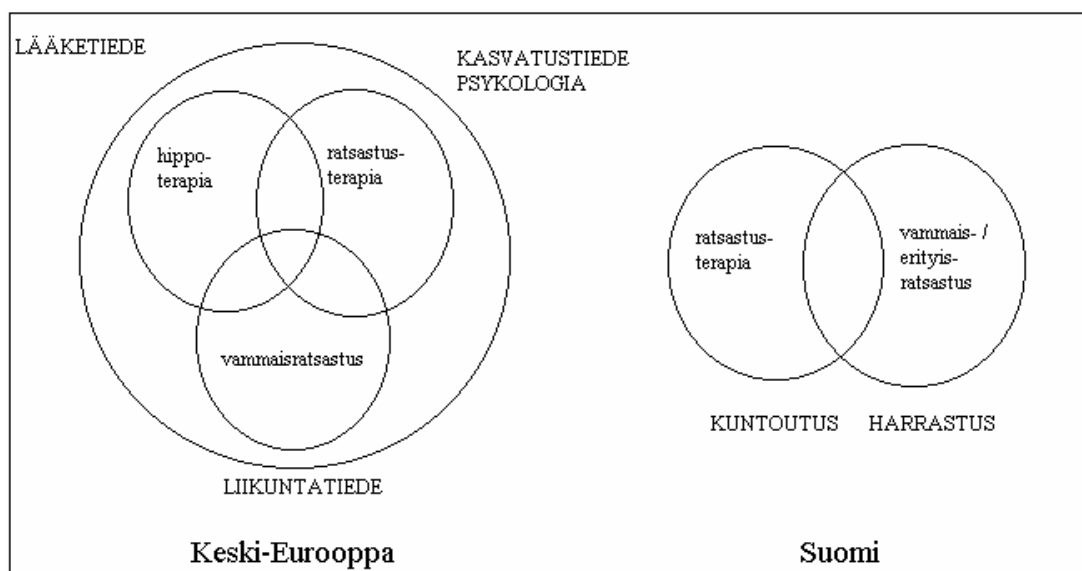 LÄÄKETIEDE
KASVATUSTIEDE
PSYKOLOGIA
hippo-
terapia
ratsastus-
terapia
vammaisratsastus
LIIKUNTATIEDE
Keski-Eurooppa
ratsastus-
terapia
vammais- /
erityis-
ratsastus
KUNTOUTUS
HARRASTUS
Suomi